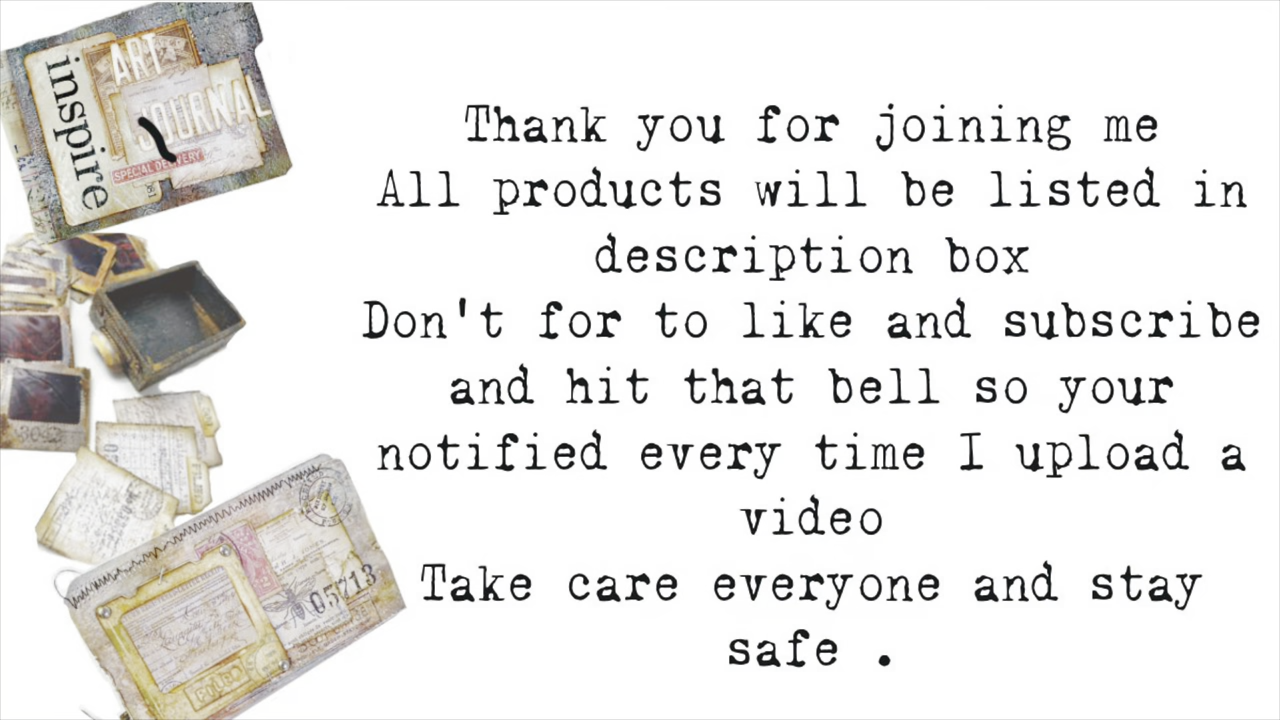 ART
JOURNAL
inspire
SPECIAL DELIVERY
Thank you for joining me
All products will be listed in
description box
Don't for to like and subscribe
and hit that bell so your
notified every time I upload a
video
Take care everyone and stay
safe .
05713